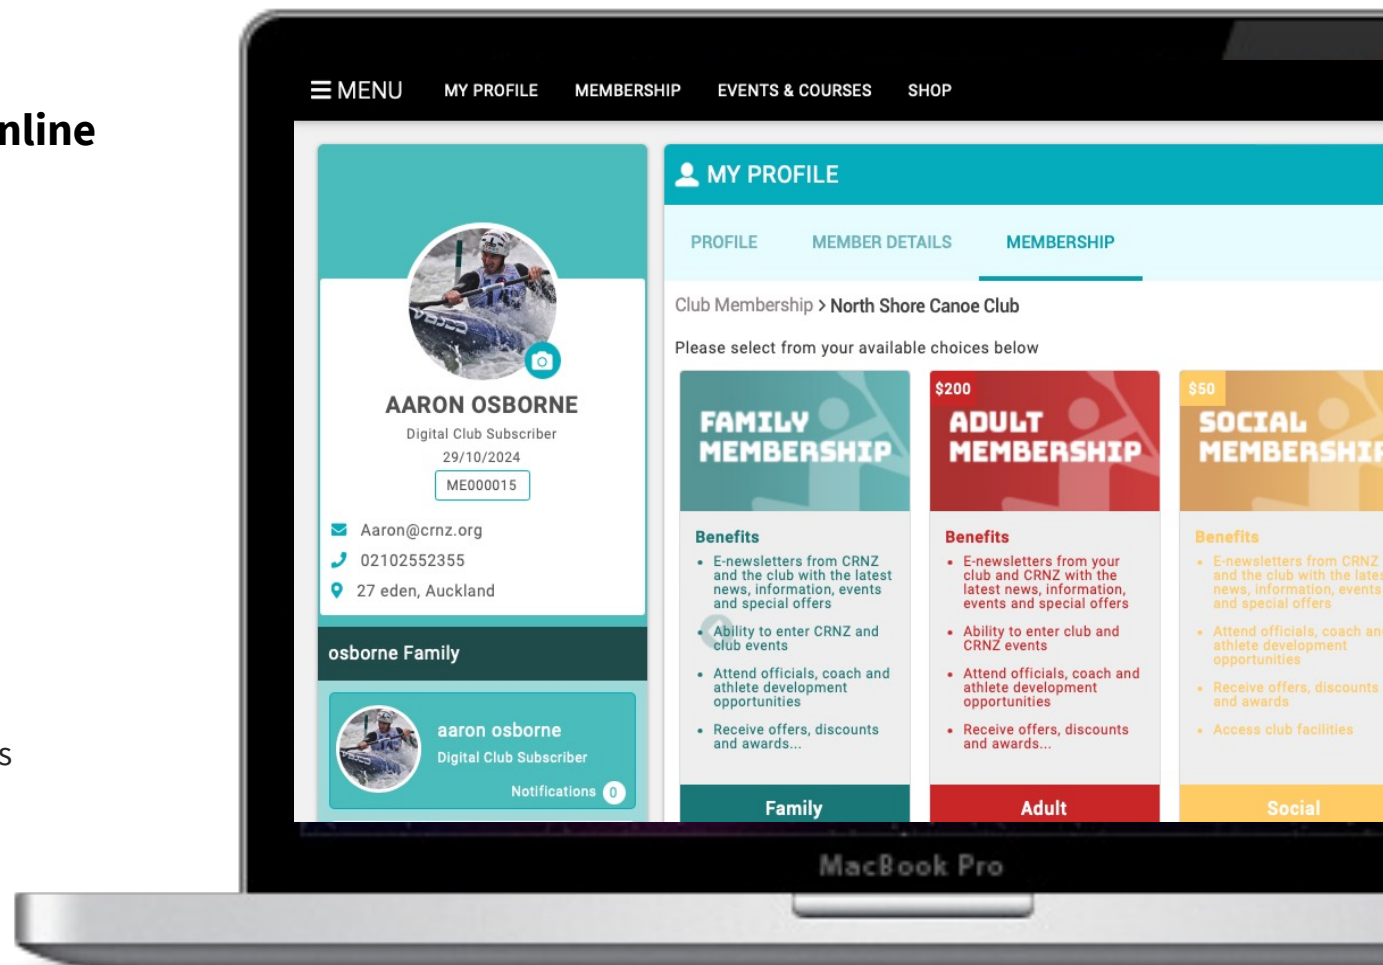 nline
s
MENU
MY PROFILE
MEMBERSHIP
EVENTS & COURSES
SHOP
AARON OSBORNE
Digital Club Subscriber
29/10/2024
ME000015
Aaron@crnz.org
02102552355
27 eden, Auckland
osborne Family
aaron osborne
Digital Club Subscriber
Notifications 0
MY PROFILE
PROFILE
MEMBER DETAILS
MEMBERSHIP
Club Membership > North Shore Canoe Club
Please select from your available choices below
FAMILY
MEMBERSHIP
Benefits
• E-newsletters from CRNZ
and the club with the latest
news, information, events
and special offers
• Ability to enter CRNZ and
club events
• Attend officials, coach and
athlete development
opportunities
• Receive offers, discounts
and awards...
Family
$200
ADULT
MEMBERSHIP
Benefits
• E-newsletters from your
club and CRNZ with the
latest news, information,
events and special offers
• Ability to enter club and
CRNZ events
• Attend officials, coach and
athlete development
opportunities
• Receive offers, discounts
and awards...
Adult
$50
SOCIAL
MEMBERSHIP
Benefits
• E-newsletters from CRNZ
and the club with the lates
news, information, events
and special offers
• Attend officials, coach an
athlete development
opportunities
• Receive offers, discounts
and awards
• Access club facilities
Social
MacBook Pro